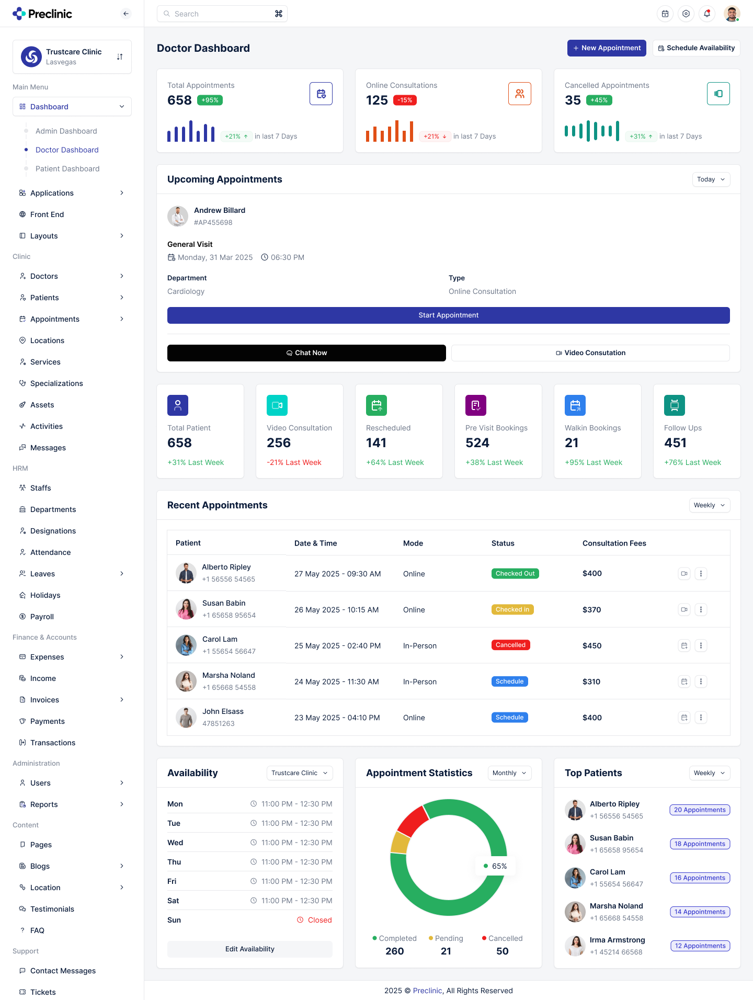 Preclinic
Search
Trustcare Clinic
Lasvegas
Main Menu
Dashboard
Admin Dashboard
Doctor Dashboard
Patient Dashboard
Applications
Front End
Layouts
Clinic
Doctors
Patients
Appointments
Locations
Services
Specializations
Assets
Activities
Messages
HRM
Staffs
Departments
Designations
Attendance
Leaves
Holidays
Payroll
Finance & Accounts
Expenses
Income
Invoices
Payments
Transactions
Administration
Users
Reports
Content
Pages
Blogs
Location
Testimonials
FAQ
Support
Contact Messages
Tickets
Doctor Dashboard
New Appointment
Schedule Availability
Total Appointments
658 +95%
+21% in last 7 Days
Online Consultations
125 -15%
+21% in last 7 Days
Cancelled Appointments
35 +45%
+31% in last 7 Days
Upcoming Appointments
Today
Andrew Billard
#AP455698
General Visit
Monday, 31 Mar 2025 06:30 PM
Department
Cardiology
Type
Online Consultation
Start Appointment
Chat Now
Video Consutation
Total Patient
658
+31% Last Week
Video Consultation
256
-21% Last Week
Rescheduled
141
+64% Last Week
Pre Visit Bookings
524
+38% Last Week
Walkin Bookings
21
+95% Last Week
Follow Ups
451
+76% Last Week
Recent Appointments
Weekly
Patient Date & Time Mode Status Consultation Fees
Alberto Ripley
+1 56556 54565
27 May 2025 - 09:30 AM Online Checked Out $400
Susan Babin
+1 65658 95654
26 May 2025 - 10:15 AM Online Checked in $370
Carol Lam
+1 55654 56647
25 May 2025 - 02:40 PM In-Person Cancelled $450
Marsha Noland
+1 65668 54558
24 May 2025 - 11:30 AM In-Person Schedule $310
John Elsass
47851263
23 May 2025 - 04:10 PM Online Schedule $400
Availability
Trustcare Clinic
Mon 11:00 PM - 12:30 PM
Tue 11:00 PM - 12:30 PM
Wed 11:00 PM - 12:30 PM
Thu 11:00 PM - 12:30 PM
Fri 11:00 PM - 12:30 PM
Sat 11:00 PM - 12:30 PM
Sun Closed
Edit Availability
Appointment Statistics
Monthly
65%
Completed
260
Pending
21
Cancelled
50
Top Patients
Weekly
Alberto Ripley
+1 56556 54565
20 Appointments
Susan Babin
+1 65658 95654
18 Appointments
Carol Lam
+1 55654 56647
16 Appointments
Marsha Noland
+1 65668 54558
14 Appointments
Irma Armstrong
+1 45214 66568
12 Appointments
2025 © Preclinic, All Rights Reserved